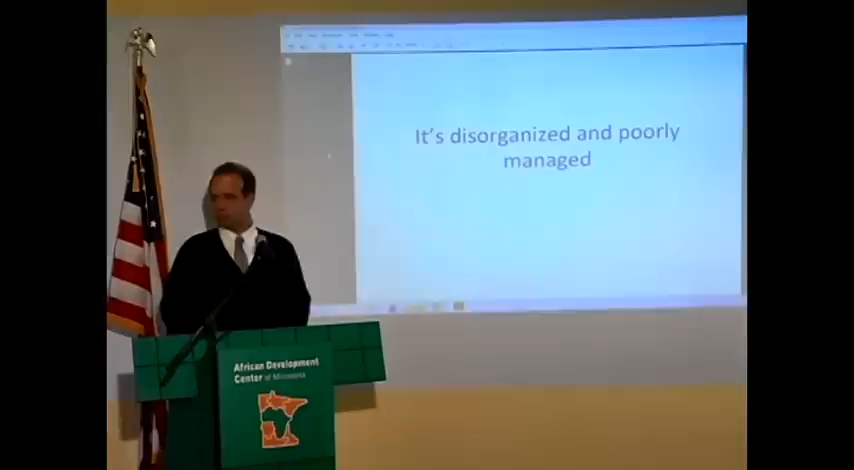 It's disorganized and poorly
managed
African Development
Center of Minnesota